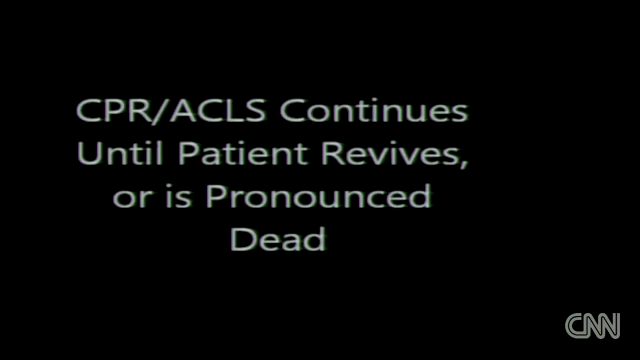 CPR/ACLS Continues
Until Patient Revives,
or is Pronounced
Dead
CNN